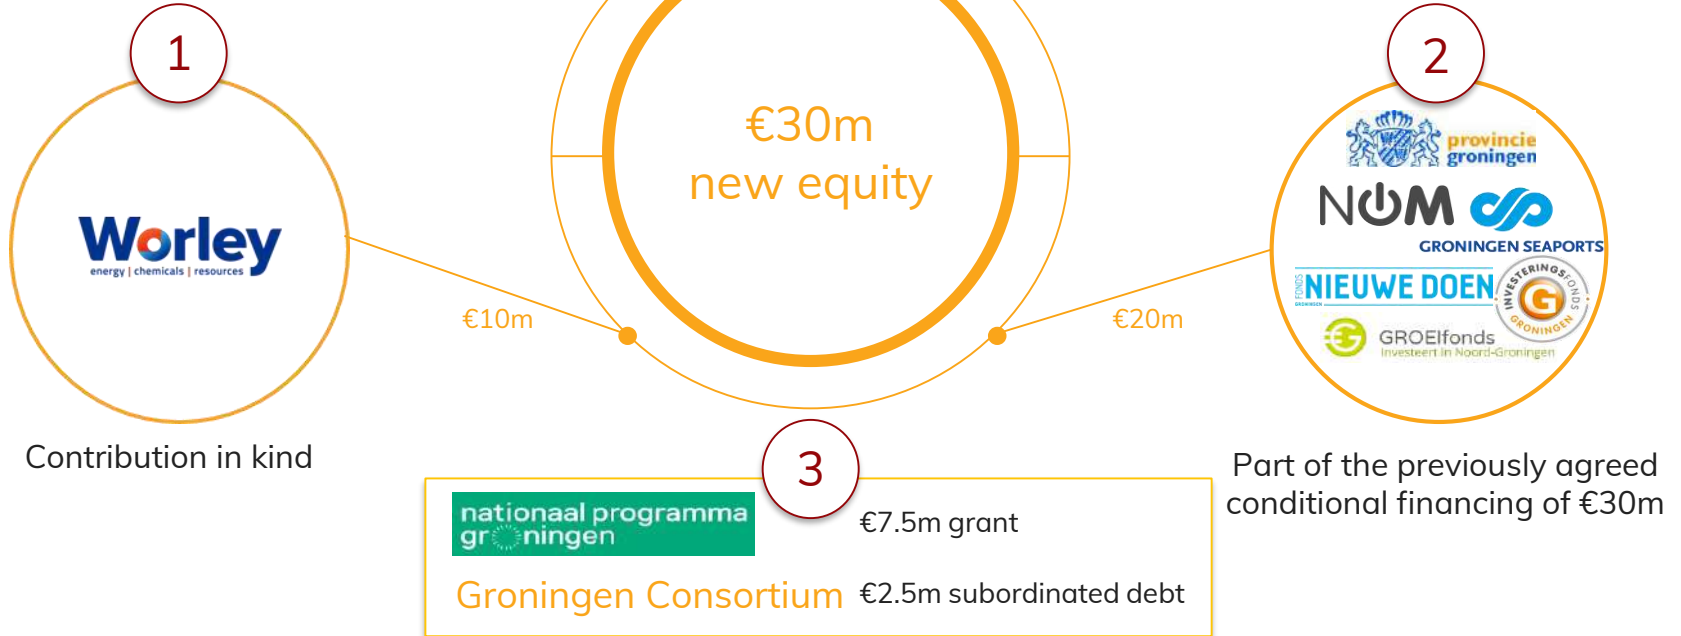 1
Worley
energy | chemicals | resources
Contribution in kind
€10m
€30m
new equity
€20m
2
provincie
groningen
NOM
GRONINGEN SEAPORTS
FONDS
NIEUWE DOEN
GRONINGEN
INVESTERINGSFONDS
GRONINGEN
G
GROEIfonds
Investeert in Noord-Groningen
Part of the previously agreed
conditional financing of €30m
3
nationaal programma
groningen
€7.5m grant
Groningen Consortium
€2.5m subordinated debt